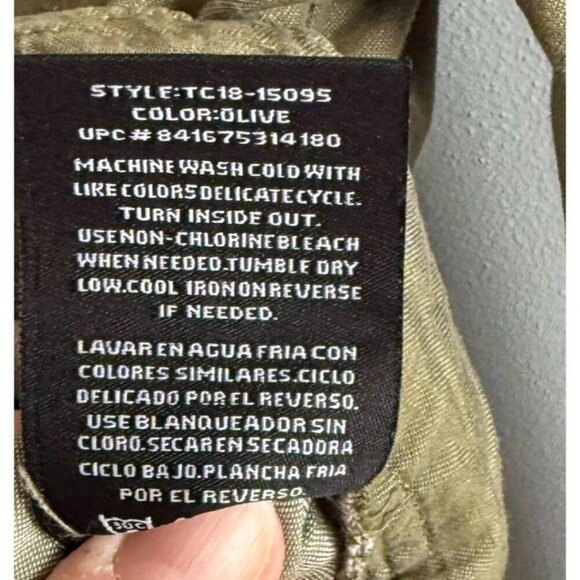 STYLE:TC18-15095
COLOR:OLIVE
UPC # 841675314180
MACHINE WASH COLD WITH
LIKE COLORS DELICATE CYCLE.
TURN INSIDE OUT.
USE NON-CHLORINE BLEACH
WHEN NEEDED.TUMBLE DRY
LOW.COOL IRON ON REVERSE
IF NEEDED.
LAVAR EN AGUA FRIA CON
COLORES SIMILARES.CICLO
DELICADO POR EL REVERSO.
USE BLANQUEADOR SIN
CLORO.SECAR EN SECADORA
CICLO BAJO.PLANCHA FRIA
POR EL REVERSO.